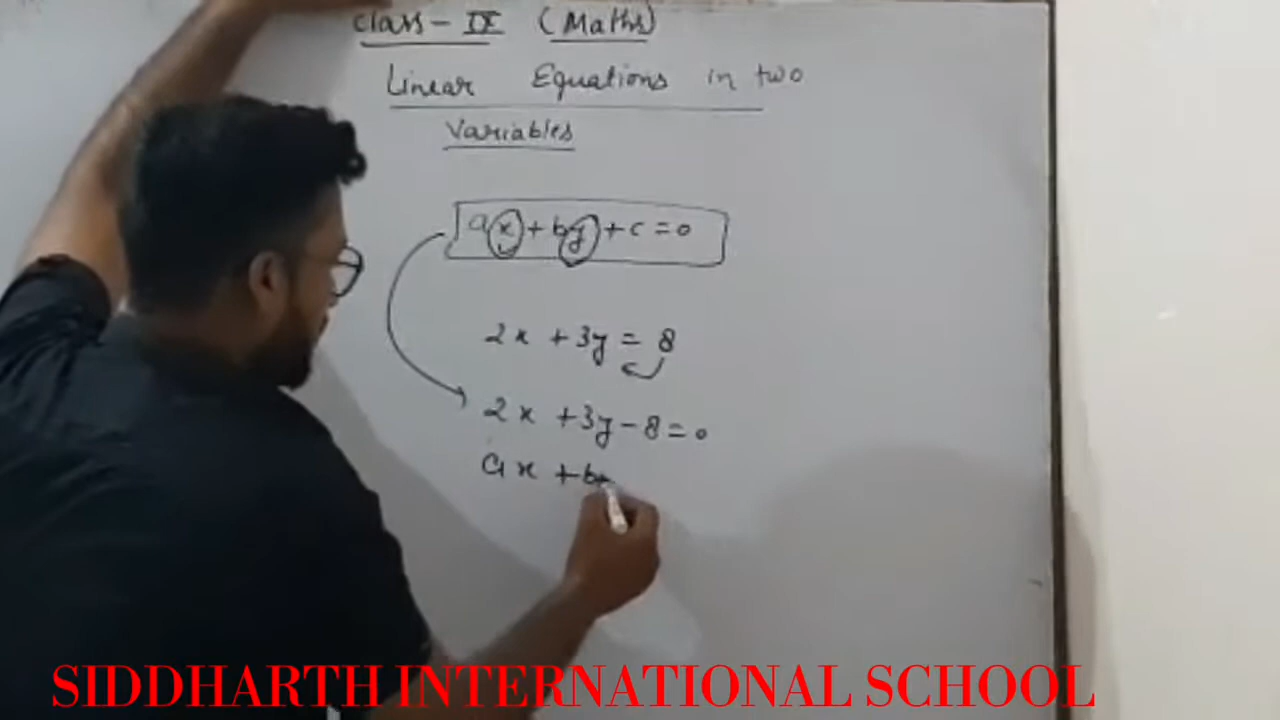 Class - IX (Maths)
Linear Equations in two
Variables
ax + by + c = 0
2x + 3y = 8
2x + 3y - 8 = 0
ax + by
SIDDHARTH INTERNATIONAL SCHOOL